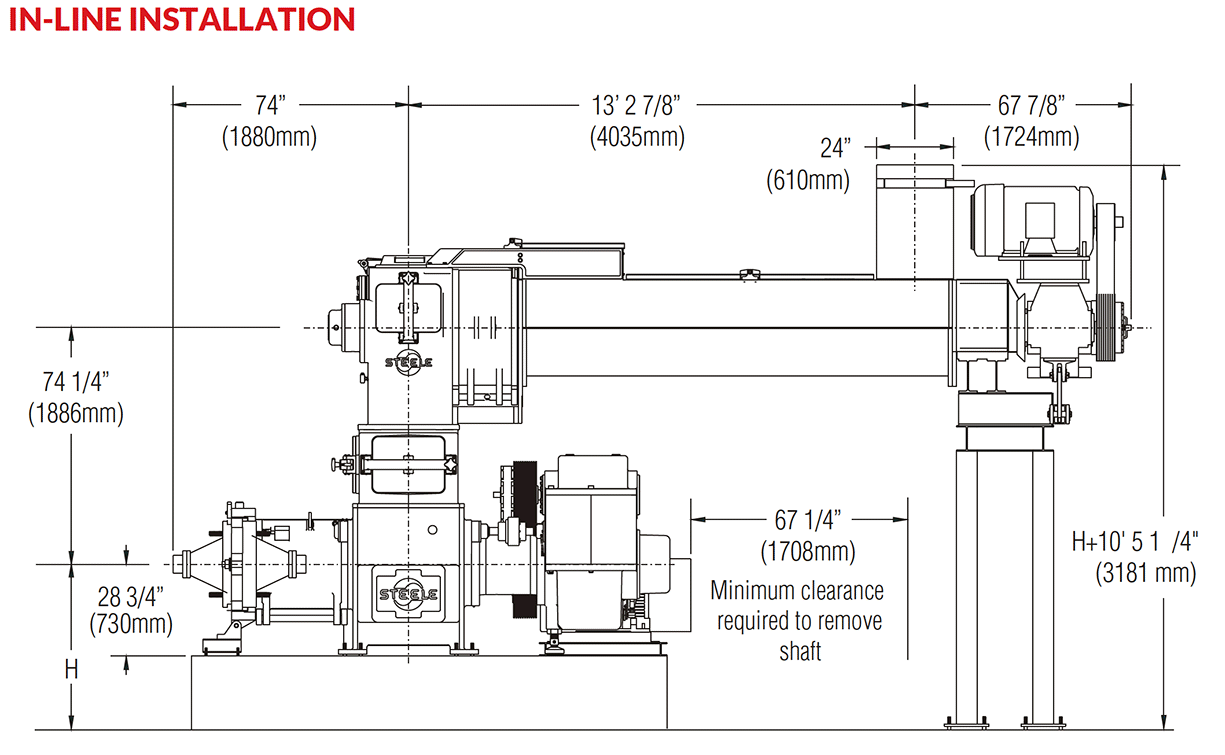 IN-LINE INSTALLATION
74”
(1880mm)
13’ 2 7/8”
(4035mm)
67 7/8”
(1724mm)
24”
(610mm)
STEELE
74 1/4”
(1886mm)
67 1/4”
(1708mm)
Minimum clearance
required to remove
shaft
H+10' 5 1 /4"
(3181 mm)
28 3/4”
(730mm)
STEELE
H